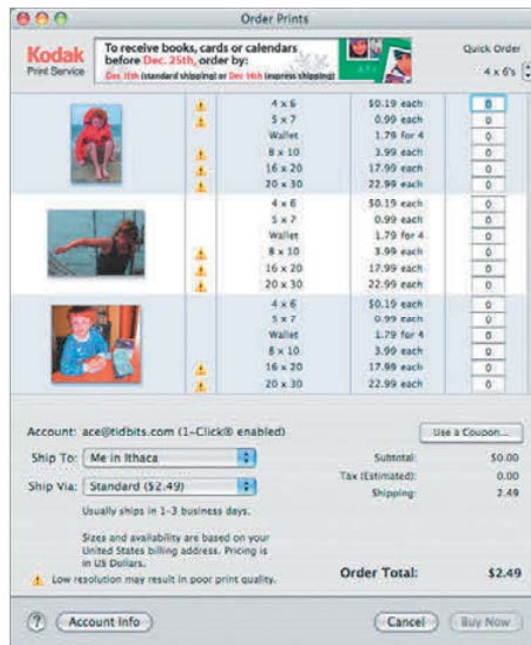 Order Prints
Kodak
Print Service
To receive books, cards or calendars
before Dec. 25th, order by:
Dec 15th (standard shipping) or Dec 16th (express shipping)
Quick Order
4 x 6's
4 x 6 $0.19 each 0
5 x 7 0.99 each 0
Wallet 1.79 for 4 0
8 x 10 3.99 each 0
16 x 20 17.99 each 0
20 x 30 22.99 each 0
4 x 6 $0.19 each 0
5 x 7 0.99 each 0
Wallet 1.79 for 4 0
8 x 10 3.99 each 0
16 x 20 17.99 each 0
20 x 30 22.99 each 0
4 x 6 $0.19 each 0
5 x 7 0.99 each 0
Wallet 1.79 for 4 0
8 x 10 3.99 each 0
16 x 20 17.99 each 0
20 x 30 22.99 each 0
Account: ace@tidbits.com (1-Click® enabled)
Use a Coupon...
Ship To: Me in Ithaca
Subtotal: $0.00
Tax (Estimated): 0.00
Ship Via: Standard ($2.49)
Shipping: 2.49
Usually ships in 1-3 business days.
Sizes and availability are based on your
United States billing address. Pricing is
in US Dollars.
Low resolution may result in poor print quality.
Order Total: $2.49
? Account Info Cancel Buy Now